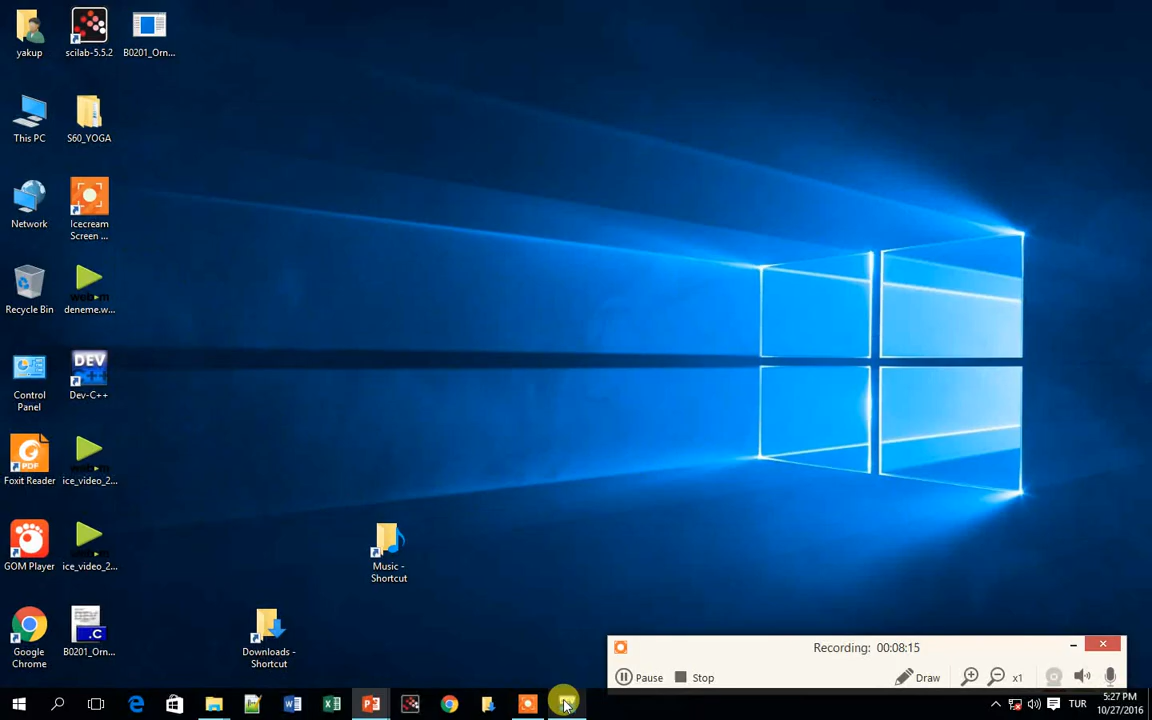 yakup
scilab-5.5.2
B0201_Orn...
This PC
S60_YOGA
Network
Icecream
Screen ...
Recycle Bin
deneme.w...
Control
Panel
DEV
C++
Dev-C++
PDF
Foxit Reader
ice_video_2...
GOM Player
ice_video_2...
Google
Chrome
.C
B0201_Orn...
Music -
Shortcut
Downloads -
Shortcut
Recording: 00:08:15
Pause
Stop
Draw
x1
TUR
5:27 PM
10/27/2016